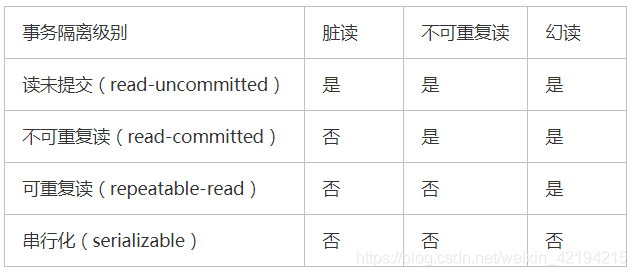 事务隔离级别 脏读 不可重复读 幻读
读未提交（read-uncommitted） 是 是 是
不可重复读（read-committed） 否 是 是
可重复读（repeatable-read） 否 否 是
串行化（serializable） 否 否 否
https://blog.csdn.net/weixin_42194215